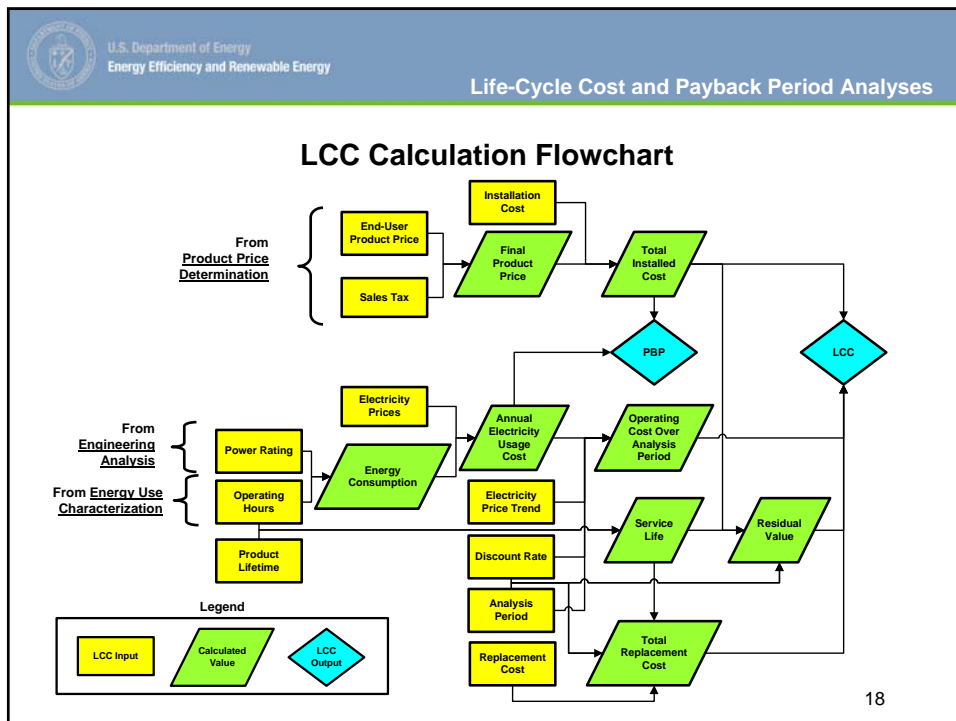 U.S. Department of Energy
Energy Efficiency and Renewable Energy
Life-Cycle Cost and Payback Period Analyses
LCC Calculation Flowchart
From
Product Price
Determination
End-User
Product Price
Sales Tax
Installation
Cost
Final
Product
Price
Total
Installed
Cost
PBP
LCC
Electricity
Prices
From
Engineering
Analysis
Power Rating
From Energy Use
Characterization
Operating
Hours
Product
Lifetime
Energy
Consumption
Annual
Electricity
Usage
Cost
Operating
Cost Over
Analysis
Period
Electricity
Price Trend
Service
Life
Residual
Value
Discount Rate
Analysis
Period
Replacement
Cost
Total
Replacement
Cost
Legend
LCC Input
Calculated
Value
LCC
Output
18